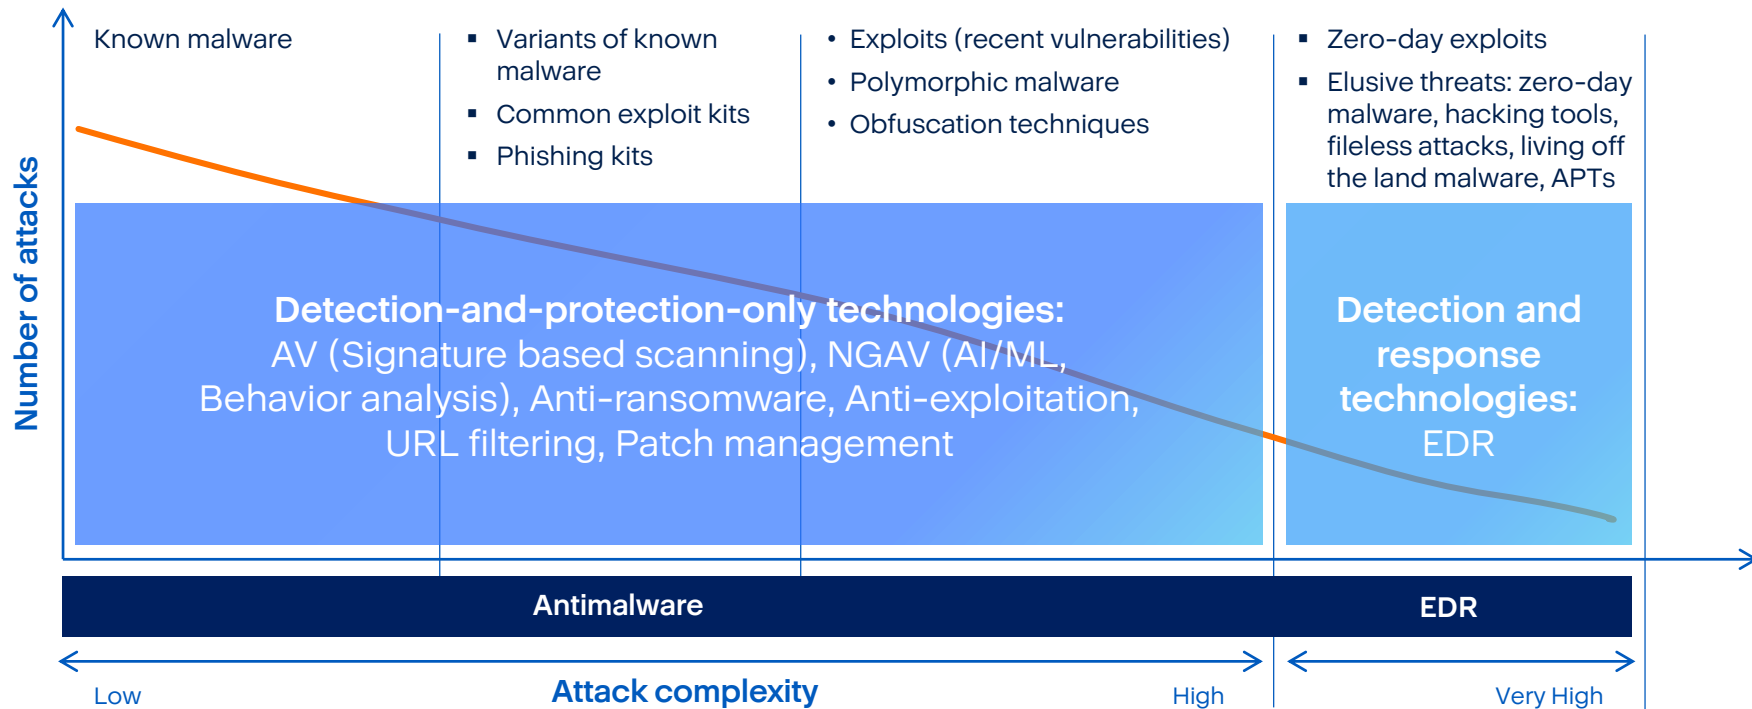 Known malware
Variants of known
malware
Common exploit kits
Phishing kits
Exploits (recent vulnerabilities)
Polymorphic malware
Obfuscation techniques
Zero-day exploits
Elusive threats: zero-day
malware, hacking tools,
fileless attacks, living off
the land malware, APTs
Number of attacks
Detection-and-protection-only technologies:
AV (Signature based scanning), NGAV (AI/ML,
Behavior analysis), Anti-ransomware, Anti-exploitation,
URL filtering, Patch management
Detection and
response
technologies:
EDR
Antimalware
EDR
Low
Attack complexity
High
Very High